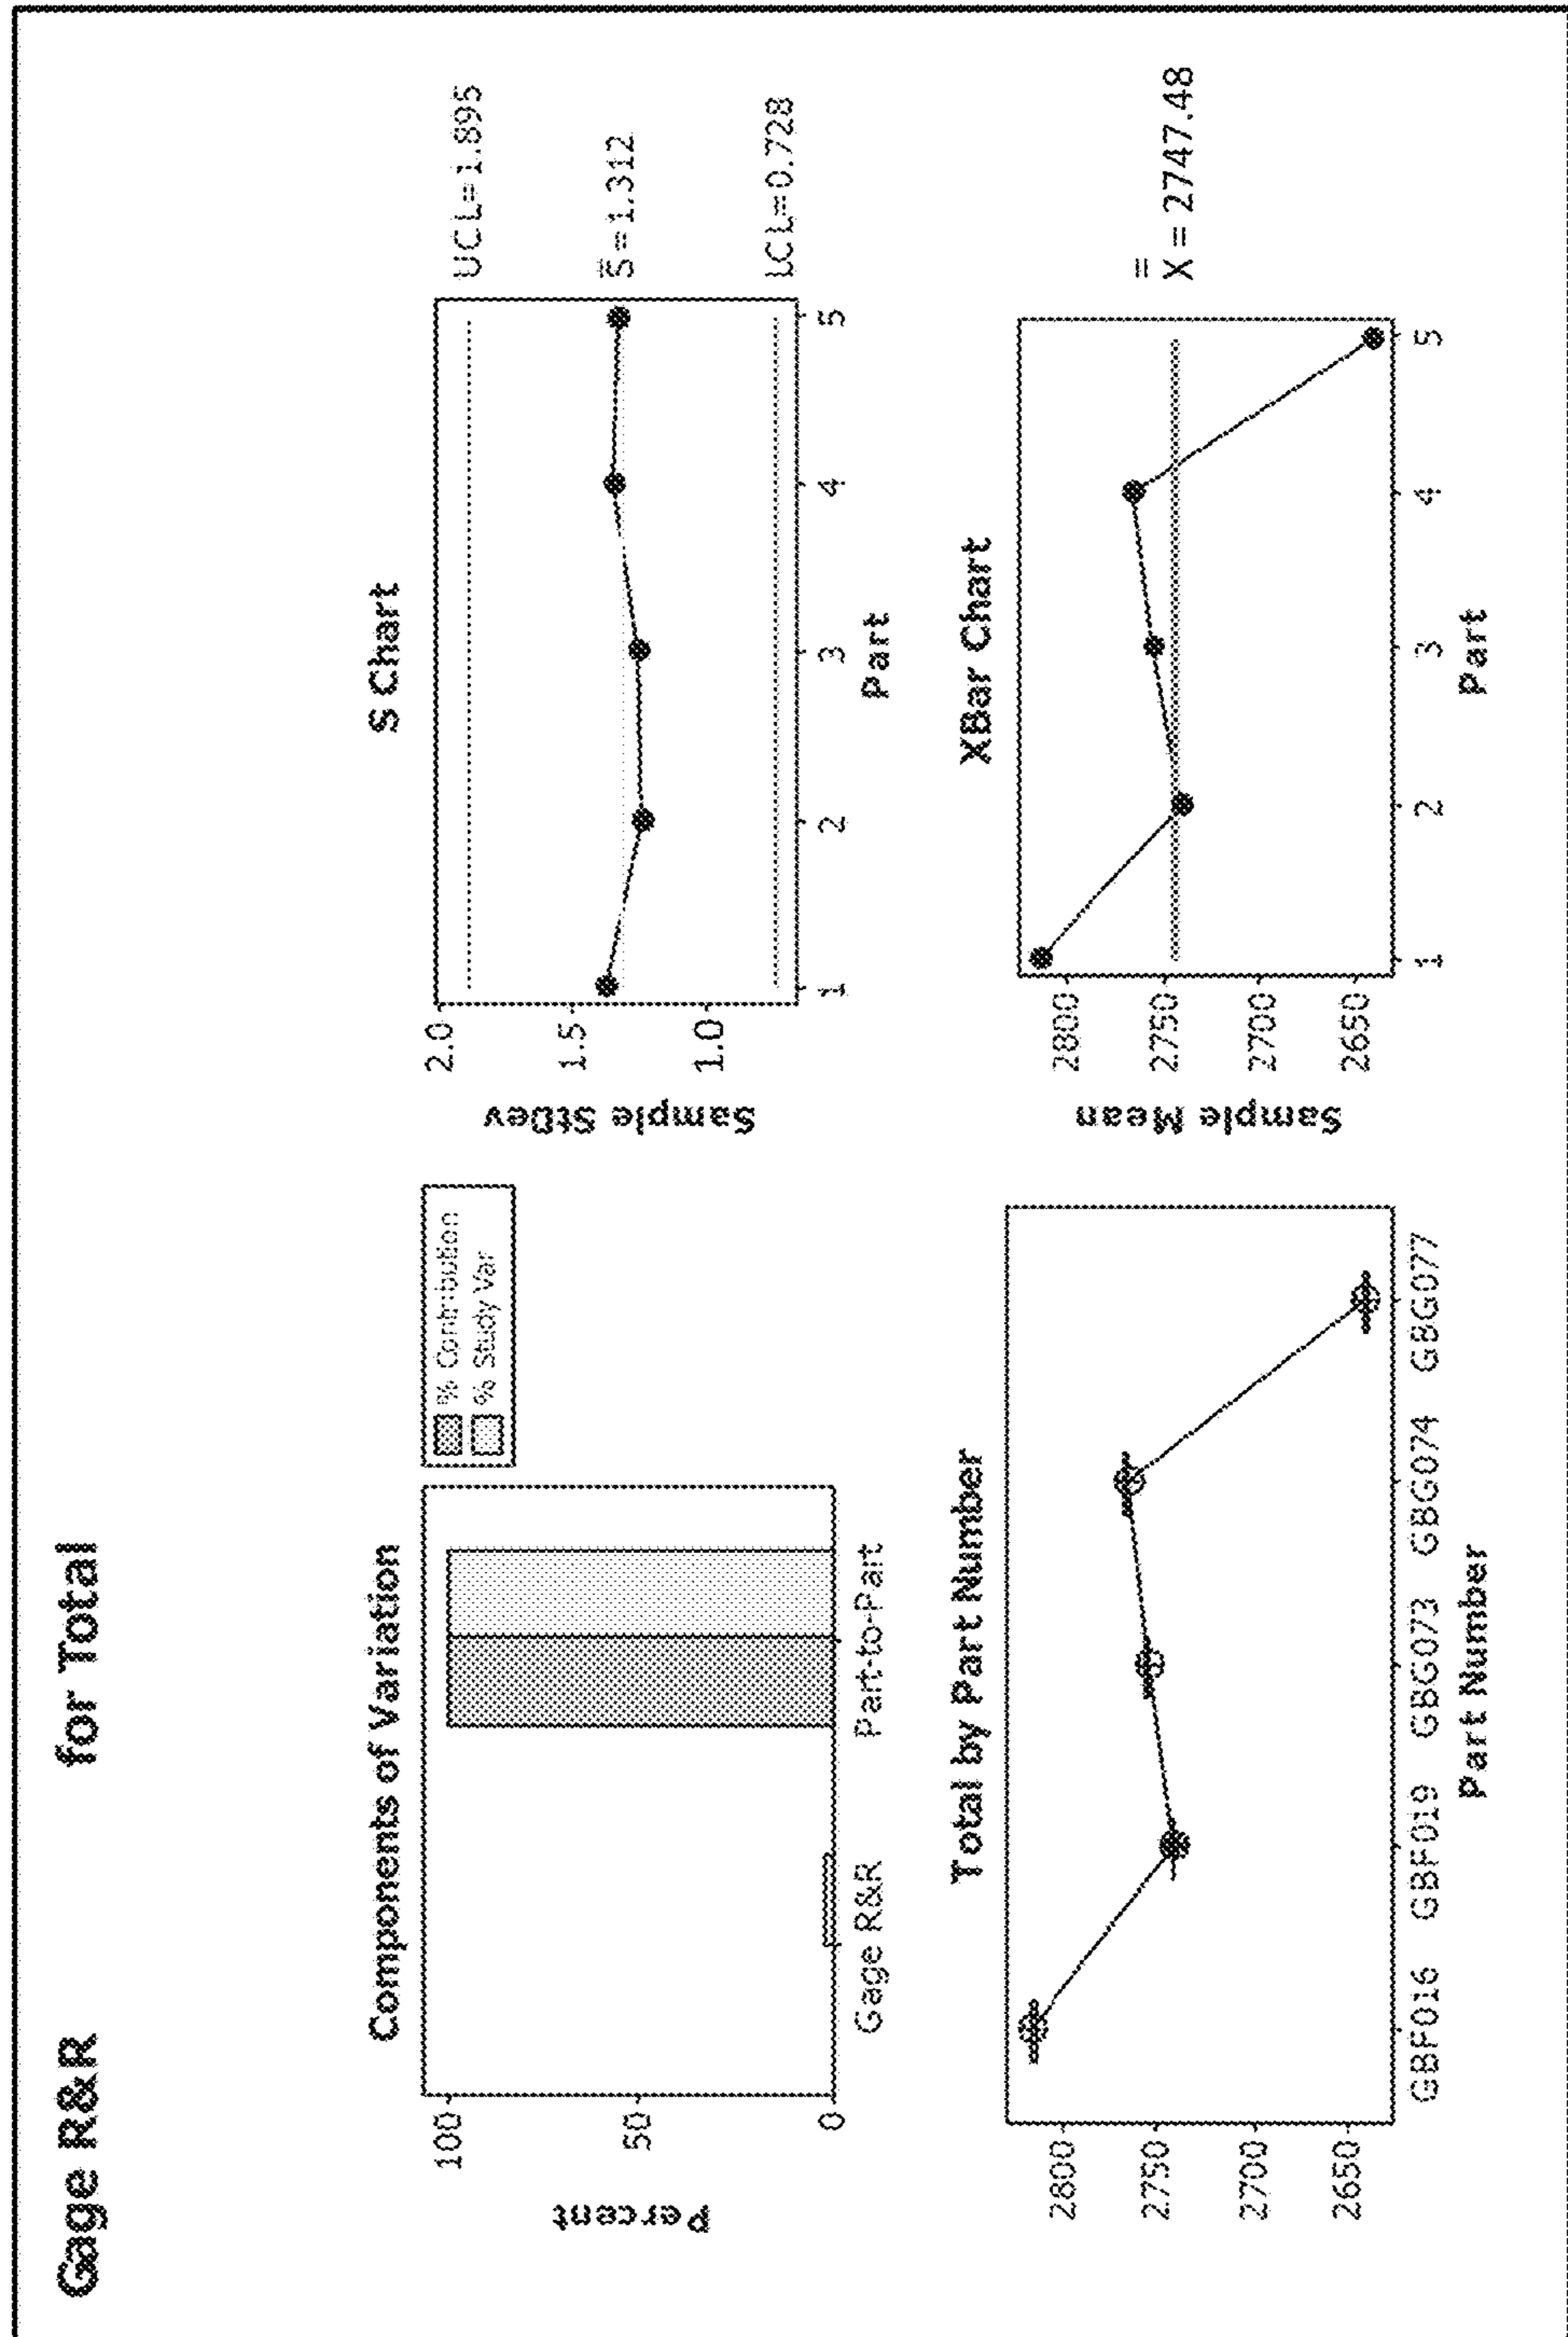 Gage R&R for Total
Components of Variation
% Contribution
% Study Var
Percent
100
50
0
Gage R&R
Part-to-Part
S Chart
Sample StDev
2.0
1.5
1.0
UCL=1.895
S̄=1.312
LCL=0.728
1 2 3 4 5
Part
Total by Part Number
2800
2750
2700
2650
GBF016 GBF019 GBG073 GBG074 GBG077
Part Number
XBar Chart
Sample Mean
2800
2750
2700
2650
X̿ = 2747.48
1 2 3 4 5
Part